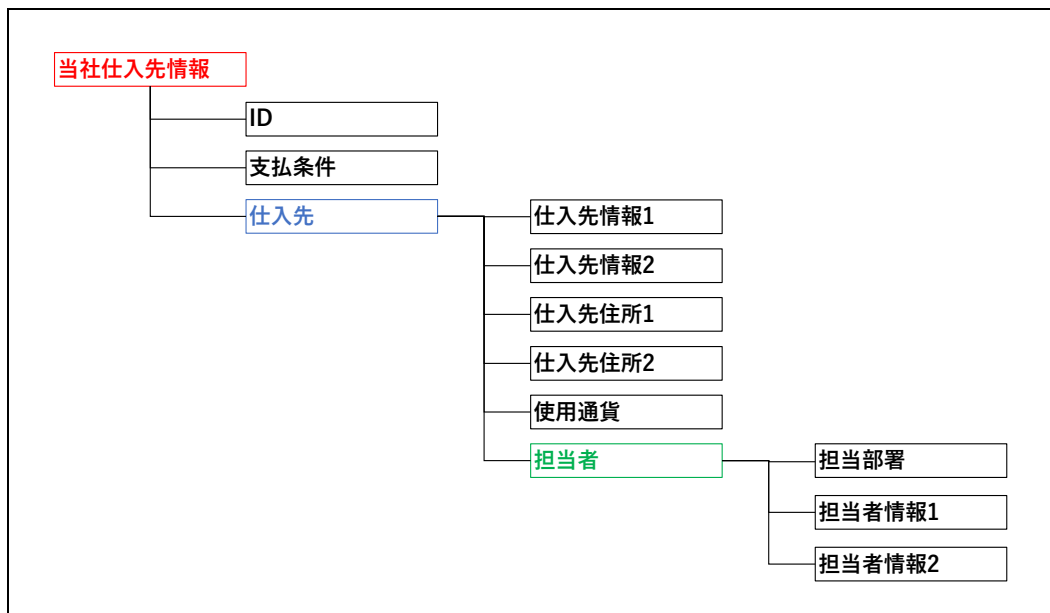 当社仕入先情報
ID
支払条件
仕入先
仕入先情報1
仕入先情報2
仕入先住所1
仕入先住所2
使用通貨
担当者
担当部署
担当者情報1
担当者情報2